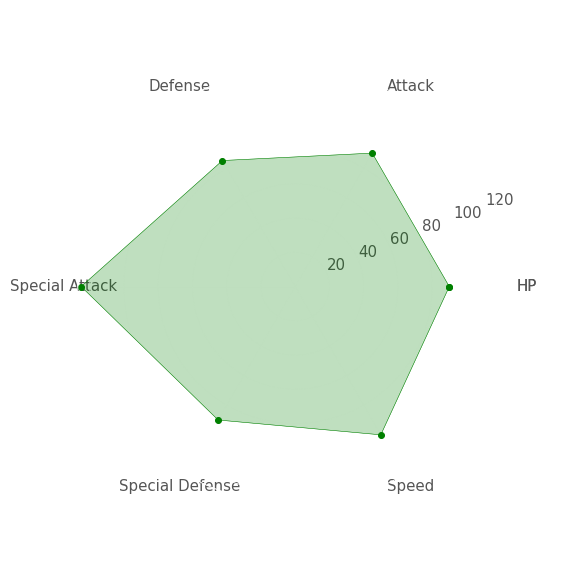 Defense
Attack
120
100
80
60
40
20
Special Attack
HP
Special Defense
Speed